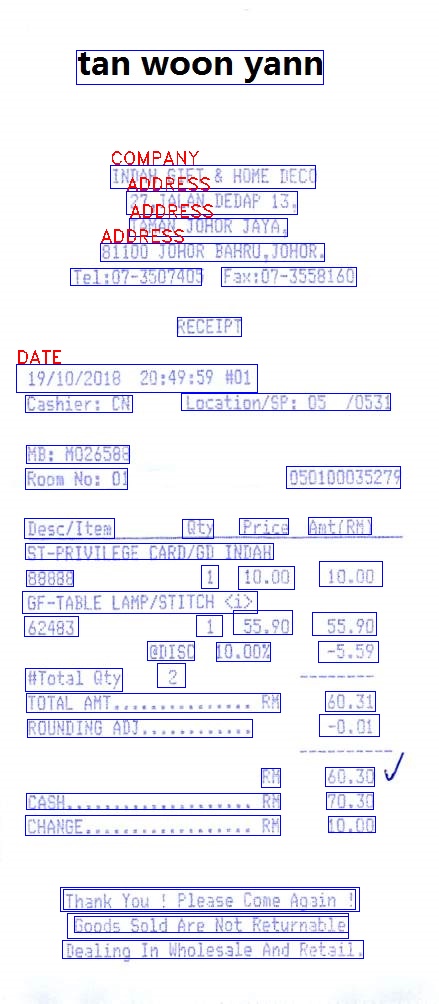 tan woon yann
COMPANY
INDAH GIFT & HOME DECO
ADDRESS
27,JALAN DEDAP 13,
ADDRESS
TAMAN JOHOR JAYA,
ADDRESS
81100 JOHOR BAHRU,JOHOR.
Tel:07-3507405 Fax:07-3558160
RECEIPT
DATE
19/10/2018 20:49:59 #01
Cashier: CN Location/SP: 05 /0531
MB: M026588
Room No: 01 050100035279
Desc/Item Qty Price Amt(RM)
ST-PRIVILEGE CARD/GD INDAH
88888 1 10.00 10.00
GF-TABLE LAMP/STITCH <i>
62483 1 55.90 55.90
@DISC 10.00% -5.59
#Total Qty 2 --------
TOTAL AMT............... RM 60.31
ROUNDING ADJ............ -0.01
----------
RM 60.30
CASH.................... RM 70.30
CHANGE.................. RM 10.00
Thank You ! Please Come Again !
Goods Sold Are Not Returnable
Dealing In Wholesale And Retail.